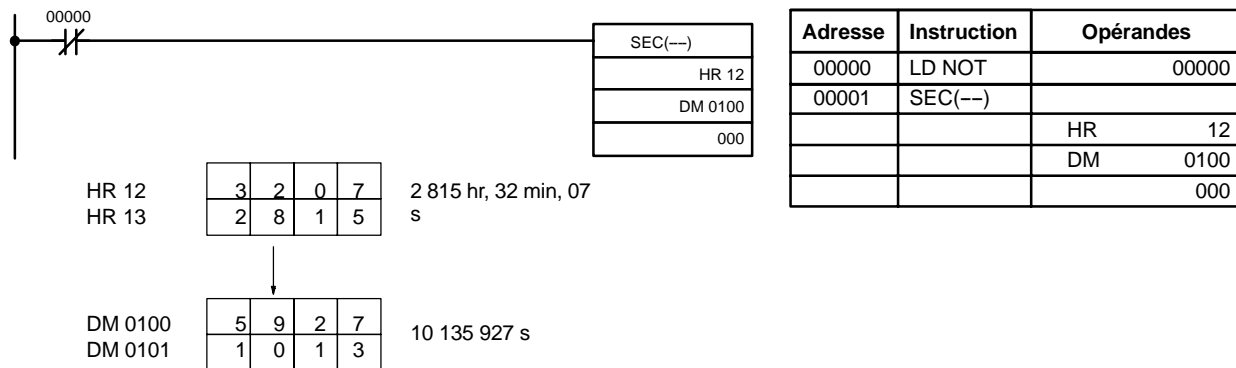 00000
SEC(––)
HR 12
DM 0100
000
Adresse Instruction Opérandes
00000 LD NOT 00000
00001 SEC(––)
HR 12
DM 0100
000
HR 12 3 2 0 7 2 815 hr, 32 min, 07
HR 13 2 8 1 5 s
DM 0100 5 9 2 7 10 135 927 s
DM 0101 1 0 1 3